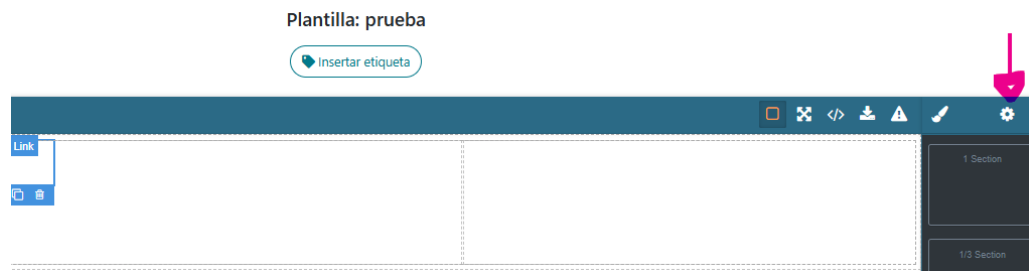 Plantilla: prueba
Insertar etiqueta
Link
1 Section
1/3 Section